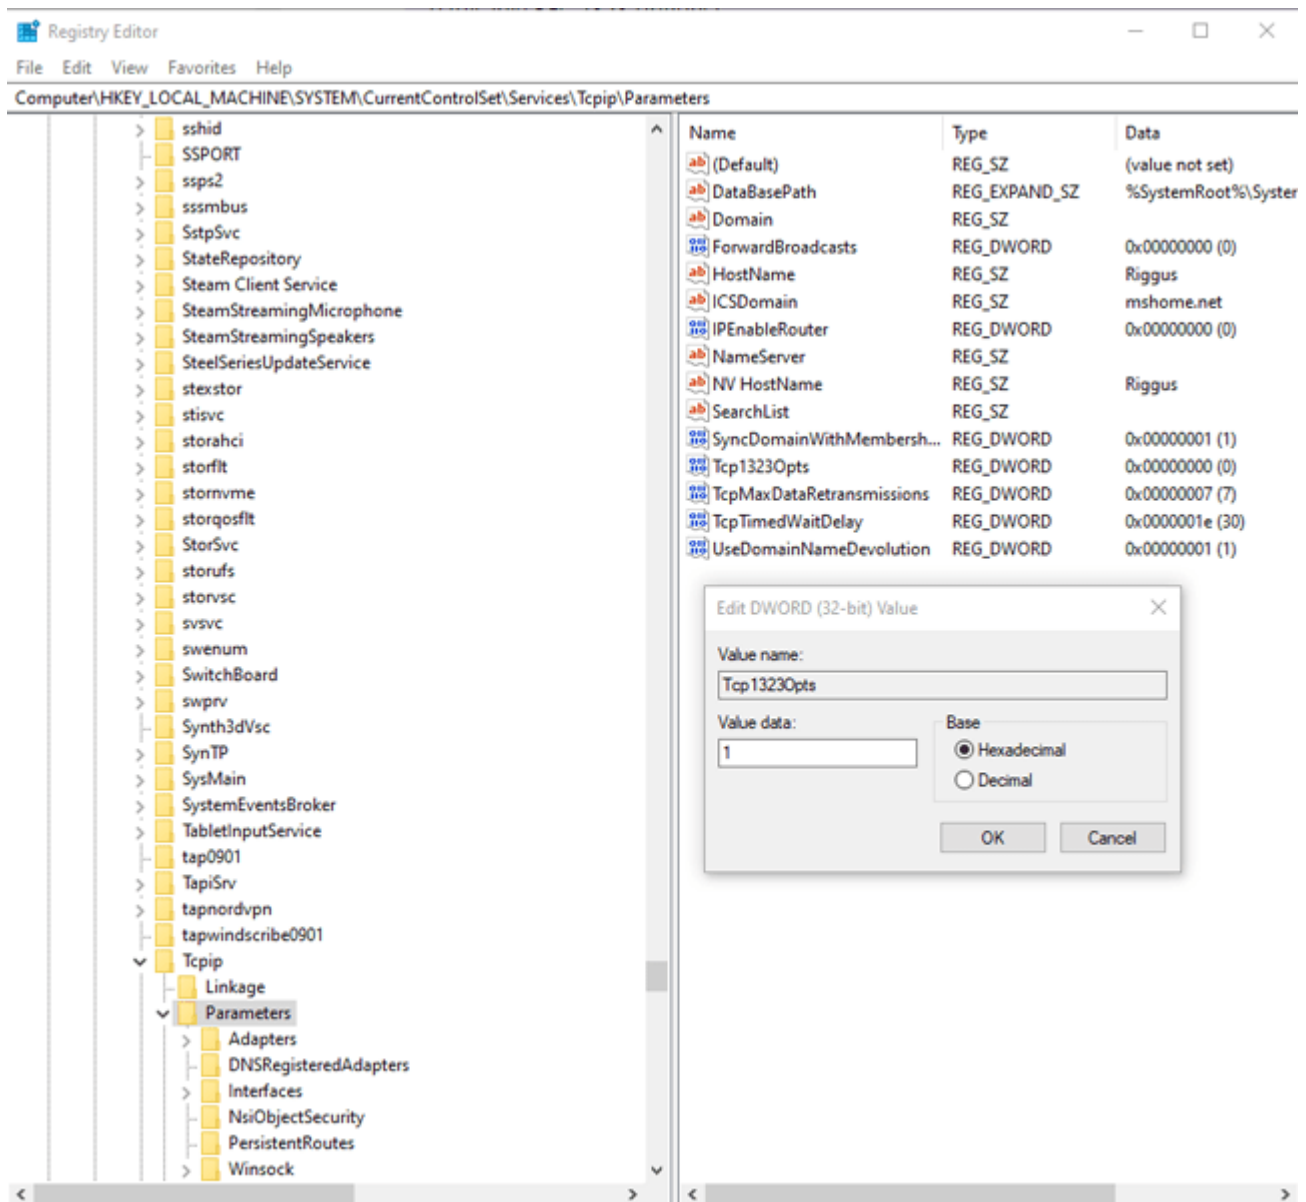 Registry Editor
File Edit View Favorites Help
Computer\HKEY_LOCAL_MACHINE\SYSTEM\CurrentControlSet\Services\Tcpip\Parameters
sshid
SSPORT
ssps2
sssmbus
SstpSvc
StateRepository
Steam Client Service
SteamStreamingMicrophone
SteamStreamingSpeakers
SteelSeriesUpdateService
stexstor
stisvc
storahci
storflt
stornvme
storqosflt
StorSvc
storufs
storvsc
svsvc
swenum
SwitchBoard
swprv
Synth3dVsc
SynTP
SysMain
SystemEventsBroker
TabletInputService
tap0901
TapiSrv
tapnordvpn
tapwindscribe0901
Tcpip
Linkage
Parameters
Adapters
DNSRegisteredAdapters
Interfaces
NsiObjectSecurity
PersistentRoutes
Winsock
Name Type Data
(Default) REG_SZ (value not set)
DataBasePath REG_EXPAND_SZ %SystemRoot%\System
Domain REG_SZ
ForwardBroadcasts REG_DWORD 0x00000000 (0)
HostName REG_SZ Riggus
ICSDomain REG_SZ mshome.net
IPEnableRouter REG_DWORD 0x00000000 (0)
NameServer REG_SZ
NV HostName REG_SZ Riggus
SearchList REG_SZ
SyncDomainWithMembersh... REG_DWORD 0x00000001 (1)
Tcp1323Opts REG_DWORD 0x00000000 (0)
TcpMaxDataRetransmissions REG_DWORD 0x00000007 (7)
TcpTimedWaitDelay REG_DWORD 0x0000001e (30)
UseDomainNameDevolution REG_DWORD 0x00000001 (1)
Edit DWORD (32-bit) Value
Value name:
Tcp1323Opts
Value data:
1
Base
Hexadecimal
Decimal
OK Cancel